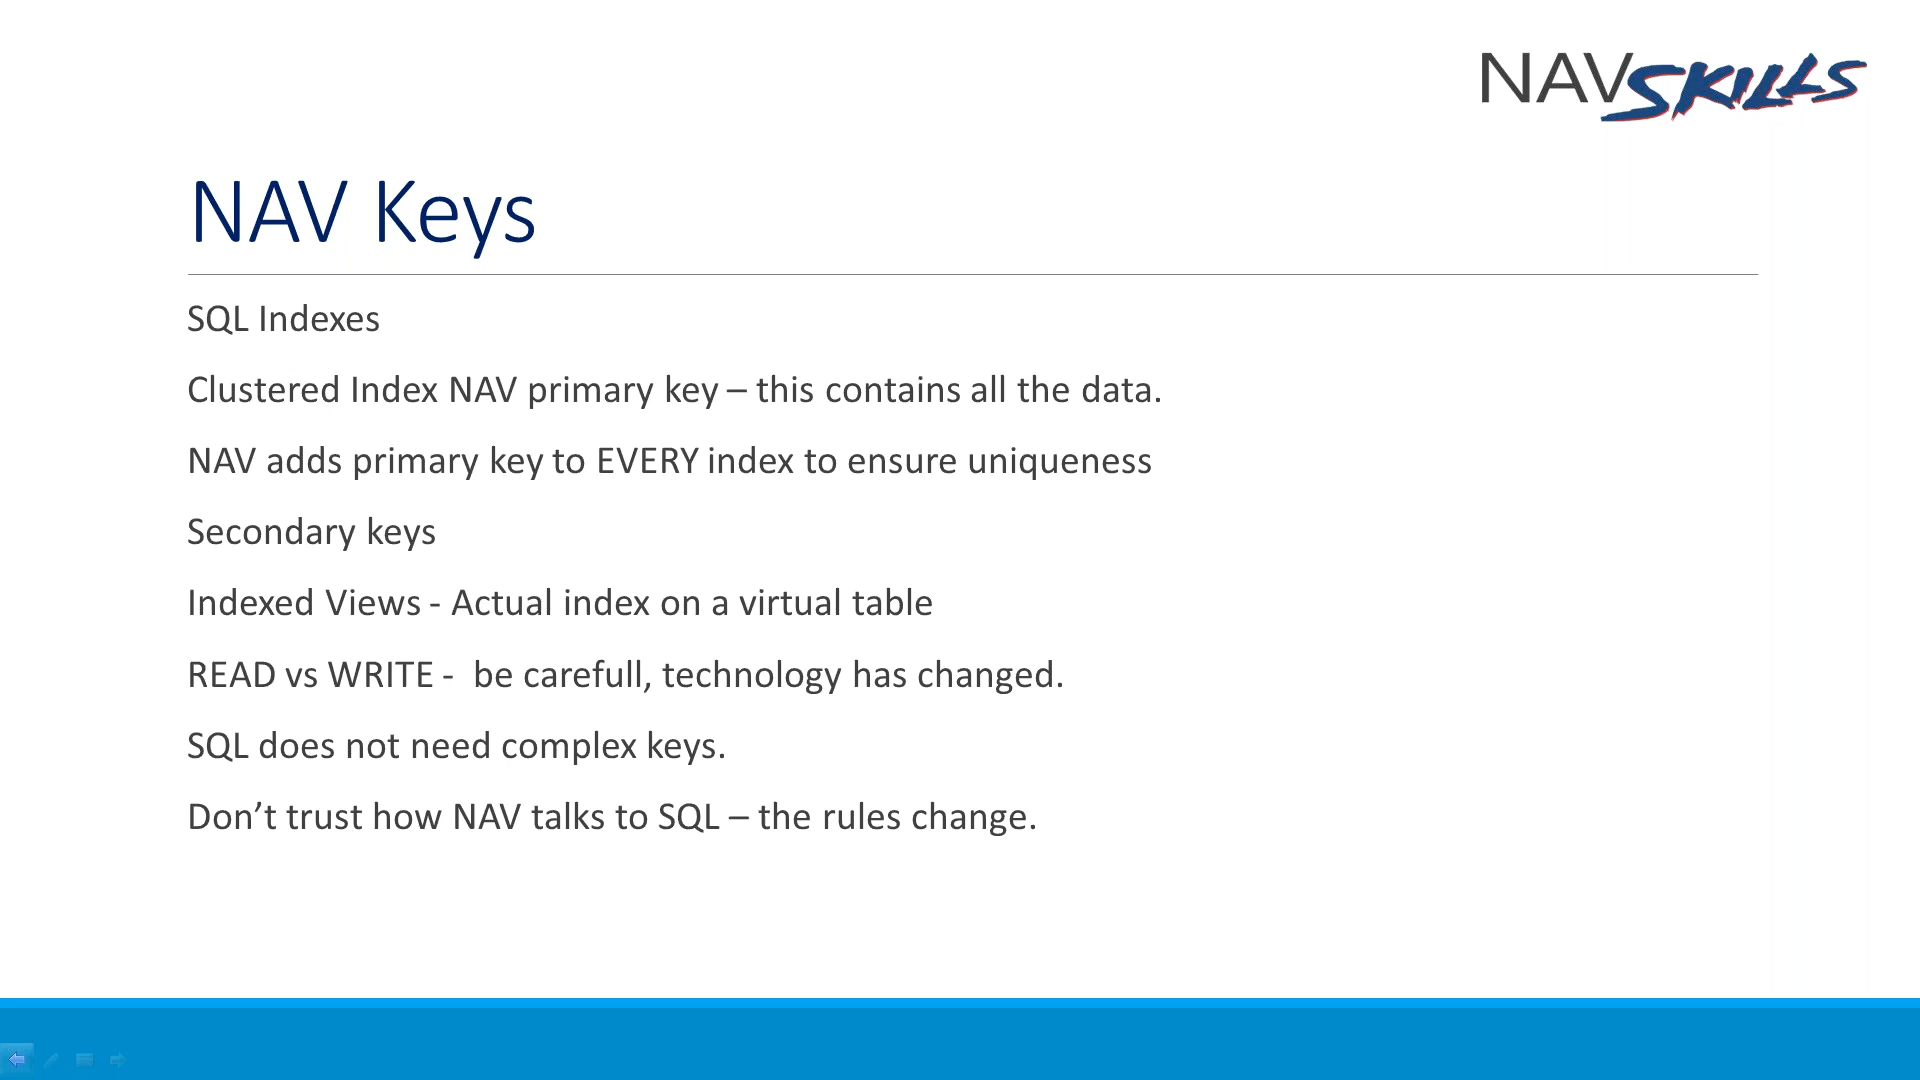 NAVSKILLS
NAV Keys
SQL Indexes
Clustered Index NAV primary key – this contains all the data.
NAV adds primary key to EVERY index to ensure uniqueness
Secondary keys
Indexed Views - Actual index on a virtual table
READ vs WRITE -  be carefull, technology has changed.
SQL does not need complex keys.
Don’t trust how NAV talks to SQL – the rules change.